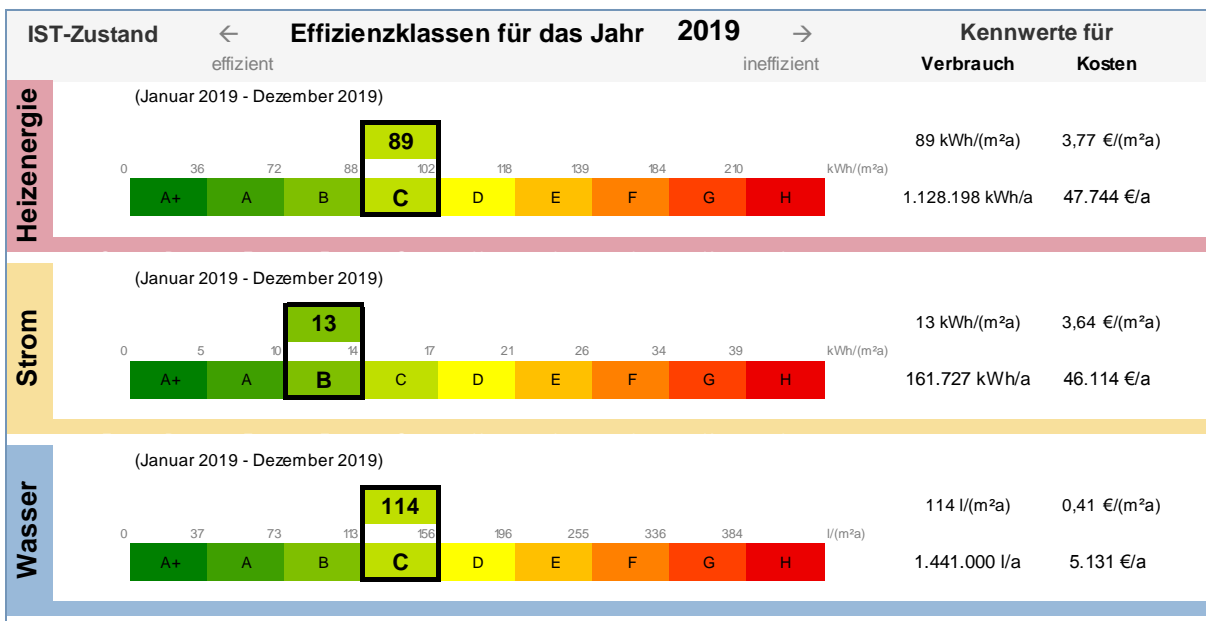 IST-Zustand ← Effizienzklassen für das Jahr 2019 → Kennwerte für
effizient ineffizient Verbrauch Kosten
Heizenergie
(Januar 2019 - Dezember 2019)
89
89 kWh/(m²a) 3,77 €/(m²a)
0 36 72 88 102 118 139 184 210 kWh/(m²a)
A+ A B C D E F G H
1.128.198 kWh/a 47.744 €/a
Strom
(Januar 2019 - Dezember 2019)
13
13 kWh/(m²a) 3,64 €/(m²a)
0 5 10 14 17 21 26 34 39 kWh/(m²a)
A+ A B C D E F G H
161.727 kWh/a 46.114 €/a
Wasser
(Januar 2019 - Dezember 2019)
114
114 l/(m²a) 0,41 €/(m²a)
0 37 73 113 156 196 255 336 384 l/(m²a)
A+ A B C D E F G H
1.441.000 l/a 5.131 €/a